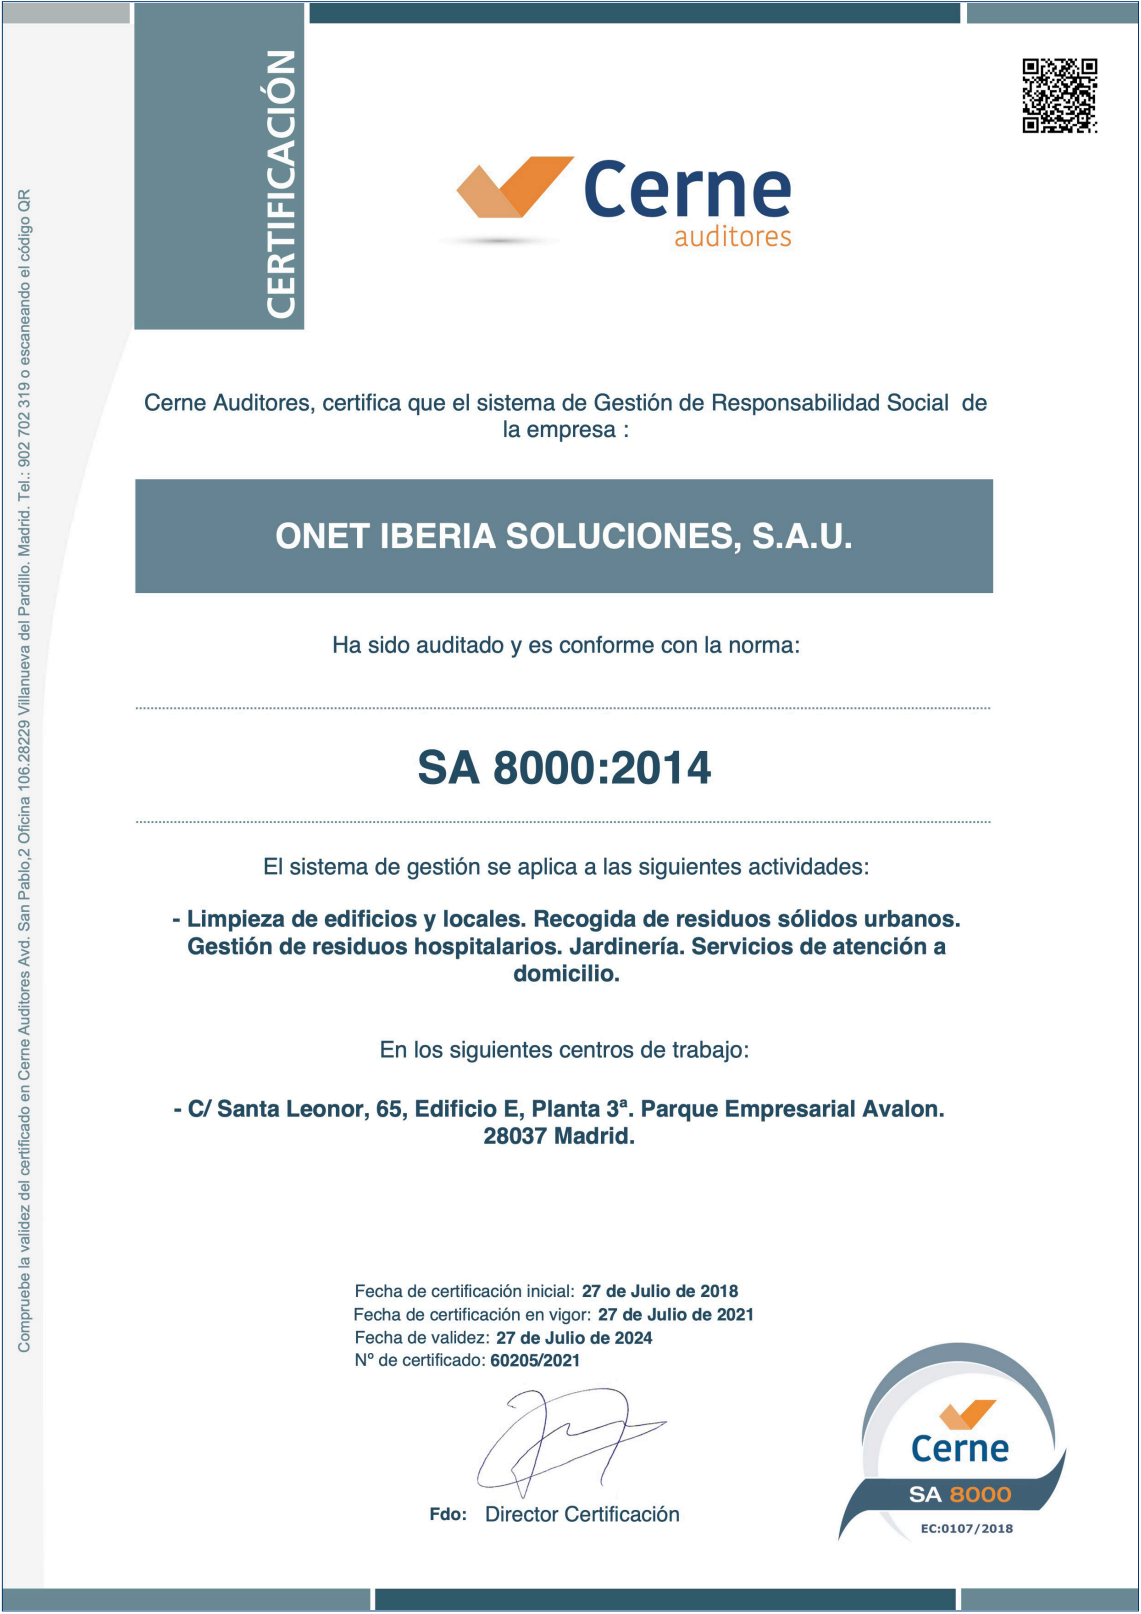 CERTIFICACIÓN
Cerne
auditores
Compruebe la validez del certificado en Cerne Auditores Avd. San Pablo,2 Oficina 106.28229 Villanueva del Pardillo. Madrid. Tel.: 902 702 319 o escaneando el código QR
Cerne Auditores, certifica que el sistema de Gestión de Responsabilidad Social de
la empresa :
ONET IBERIA SOLUCIONES, S.A.U.
Ha sido auditado y es conforme con la norma:
SA 8000:2014
El sistema de gestión se aplica a las siguientes actividades:
- Limpieza de edificios y locales. Recogida de residuos sólidos urbanos.
Gestión de residuos hospitalarios. Jardinería. Servicios de atención a
domicilio.
En los siguientes centros de trabajo:
- C/ Santa Leonor, 65, Edificio E, Planta 3ª. Parque Empresarial Avalon.
28037 Madrid.
Fecha de certificación inicial: 27 de Julio de 2018
Fecha de certificación en vigor: 27 de Julio de 2021
Fecha de validez: 27 de Julio de 2024
Nº de certificado: 60205/2021
Fdo: Director Certificación
Cerne
SA 8000
EC:0107/2018